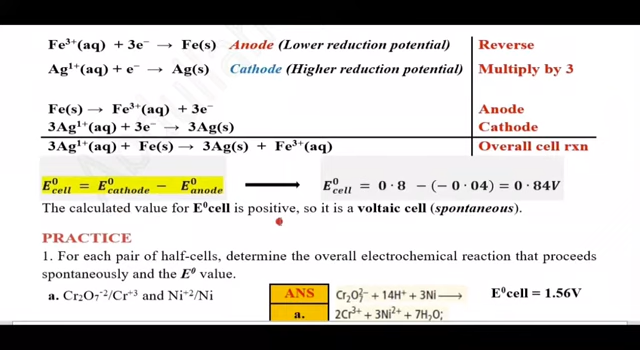 Fe³⁺(aq) + 3e⁻ → Fe(s) Anode (Lower reduction potential) Reverse
Ag¹⁺(aq) + e⁻ → Ag(s) Cathode (Higher reduction potential) Multiply by 3
Fe(s) → Fe³⁺(aq) + 3e⁻ Anode
3Ag¹⁺(aq) + 3e⁻ → 3Ag(s) Cathode
3Ag¹⁺(aq) + Fe(s) → 3Ag(s) + Fe³⁺(aq) Overall cell rxn
E⁰cell = E⁰cathode − E⁰anode ⟶ E⁰cell = 0·8 − (−0·04) = 0·84V
The calculated value for E⁰cell is positive, so it is a voltaic cell (spontaneous).
PRACTICE
1. For each pair of half-cells, determine the overall electrochemical reaction that proceeds
spontaneously and the E⁰ value.
a. Cr₂O₇⁻²/Cr⁺³ and Ni⁺²/Ni ANS Cr₂O₇²⁻ + 14H⁺ + 3Ni ⟶ E⁰cell = 1.56V
a. 2Cr³⁺ + 3Ni²⁺ + 7H₂O;